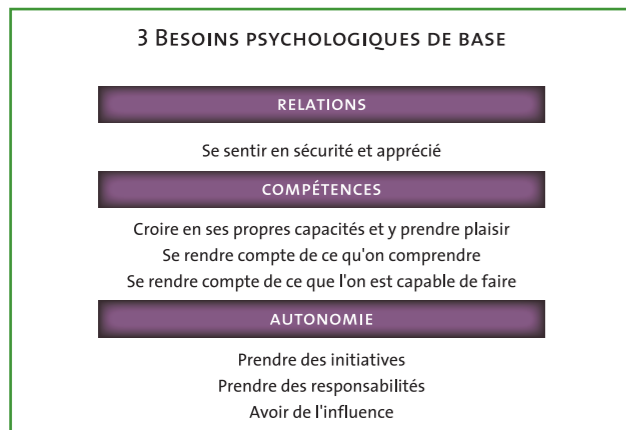 3 BESOINS PSYCHOLOGIQUES DE BASE
RELATIONS
Se sentir en sécurité et apprécié
COMPÉTENCES
Croire en ses propres capacités et y prendre plaisir
Se rendre compte de ce qu'on comprendre
Se rendre compte de ce que l'on est capable de faire
AUTONOMIE
Prendre des initiatives
Prendre des responsabilités
Avoir de l'influence